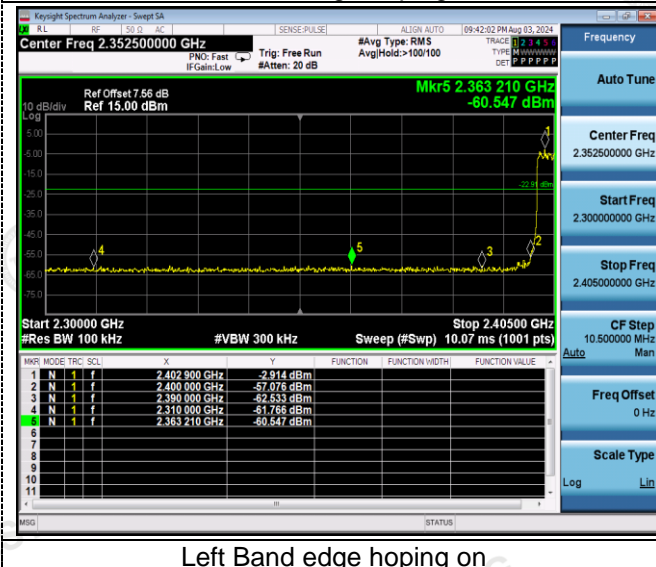 Keysight Spectrum Analyzer - Swept SA
RL RF 50 Ω AC SENSE:PULSE ALIGN AUTO 09:42:02 PM Aug 03, 2024
Center Freq 2.352500000 GHz
PNO: Fast
IFGain:Low
Trig: Free Run
#Atten: 20 dB
#Avg Type: RMS
Avg|Hold:>100/100
TRACE 1 2 3 4 5 6
TYPE M
DET P P P P P P
Frequency
Auto Tune
Center Freq
2.352500000 GHz
Start Freq
2.300000000 GHz
Stop Freq
2.405000000 GHz
CF Step
10.500000 MHz
Auto Man
Freq Offset
0 Hz
Scale Type
Log Lin
Ref Offset 7.56 dB
10 dB/div Ref 15.00 dBm
Mkr5 2.363 210 GHz
-60.547 dBm
Log
5.00
-5.00
-15.0
-25.0
-35.0
-45.0
-55.0
-65.0
-75.0
1
-22.91 dBm
2
3
4
5
Start 2.30000 GHz Stop 2.40500 GHz
#Res BW 100 kHz #VBW 300 kHz Sweep (#Swp) 10.07 ms (1001 pts)
MKR MODE TRC SCL X Y FUNCTION FUNCTION WIDTH FUNCTION VALUE
1 N 1 f 2.402 900 GHz -2.914 dBm
2 N 1 f 2.400 000 GHz -57.076 dBm
3 N 1 f 2.390 000 GHz -62.533 dBm
4 N 1 f 2.310 000 GHz -61.766 dBm
5 N 1 f 2.363 210 GHz -60.547 dBm
6
7
8
9
10
11
MSG STATUS
Left Band edge hoping on